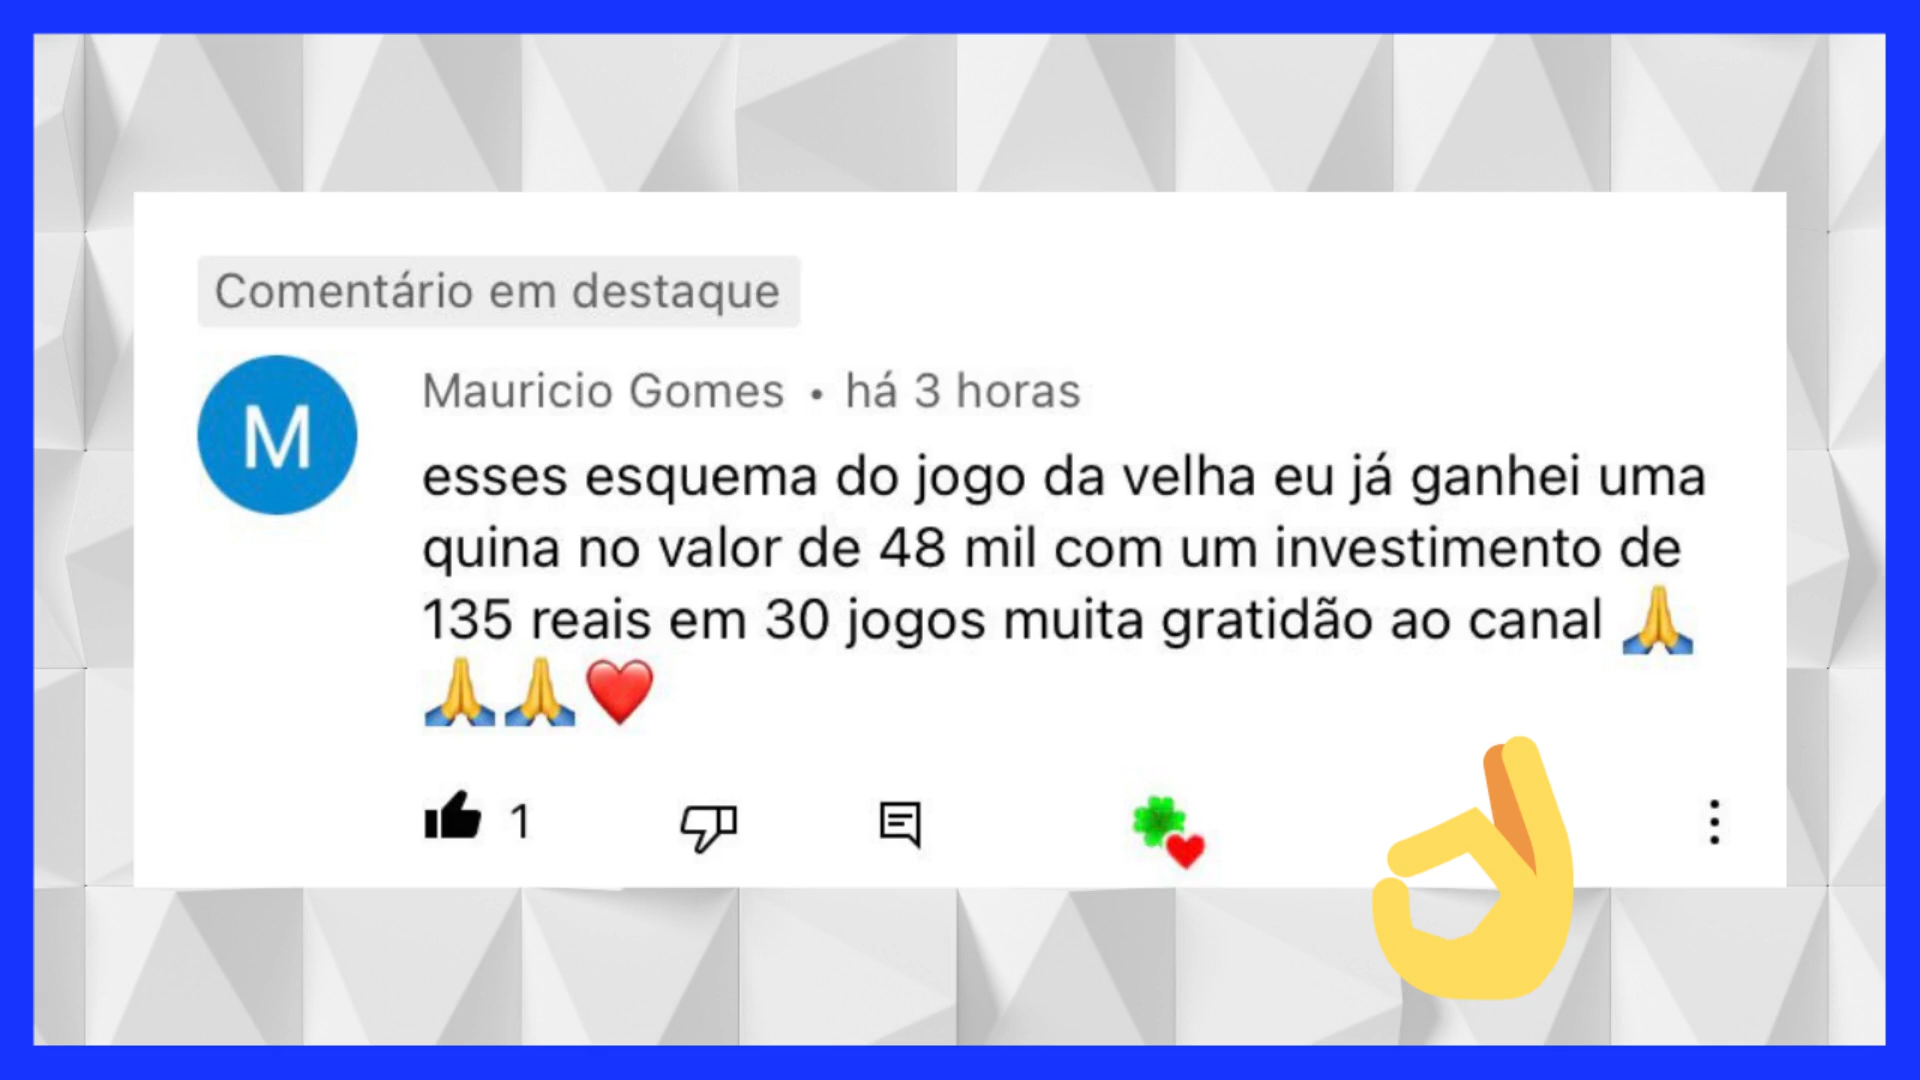 Comentário em destaque
M
Mauricio Gomes • há 3 horas
esses esquema do jogo da velha eu já ganhei uma
quina no valor de 48 mil com um investimento de
135 reais em 30 jogos muita gratidão ao canal 🙏
🙏🙏❤️
1